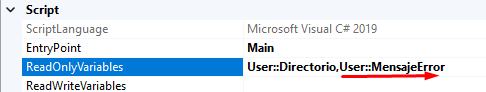 Script
ScriptLanguage Microsoft Visual C# 2019
EntryPoint Main
ReadOnlyVariables User::Directorio,User::MensajeError
ReadWriteVariables